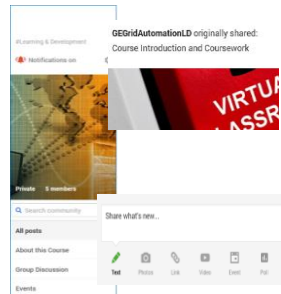 GEGridAutomationLD originally shared:
Course Introduction and Coursework
#Learning & Development
Notifications on
VIRTUA
LASSR
Private 5 members
Search community
All posts
About this Course
Group Discussion
Events
Share what's new...
Text Photos Link Video Event Poll